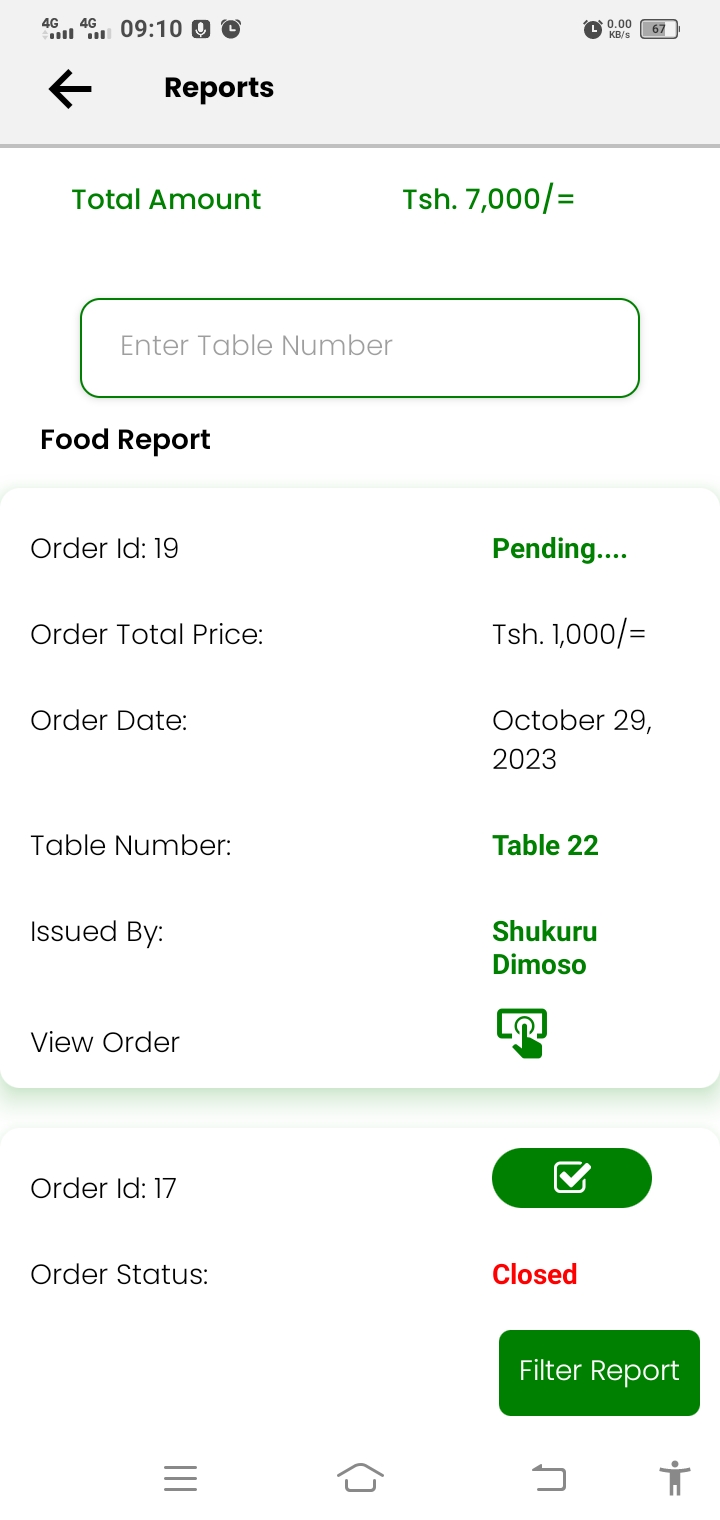 4G 4G 09:10 0.00 KB/s 67
Reports
Total Amount Tsh. 7,000/=
Enter Table Number
Food Report
Order Id: 19 Pending....
Order Total Price: Tsh. 1,000/=
Order Date: October 29,
2023
Table Number: Table 22
Issued By: Shukuru
Dimoso
View Order
Order Id: 17
Order Status: Closed
Filter Report